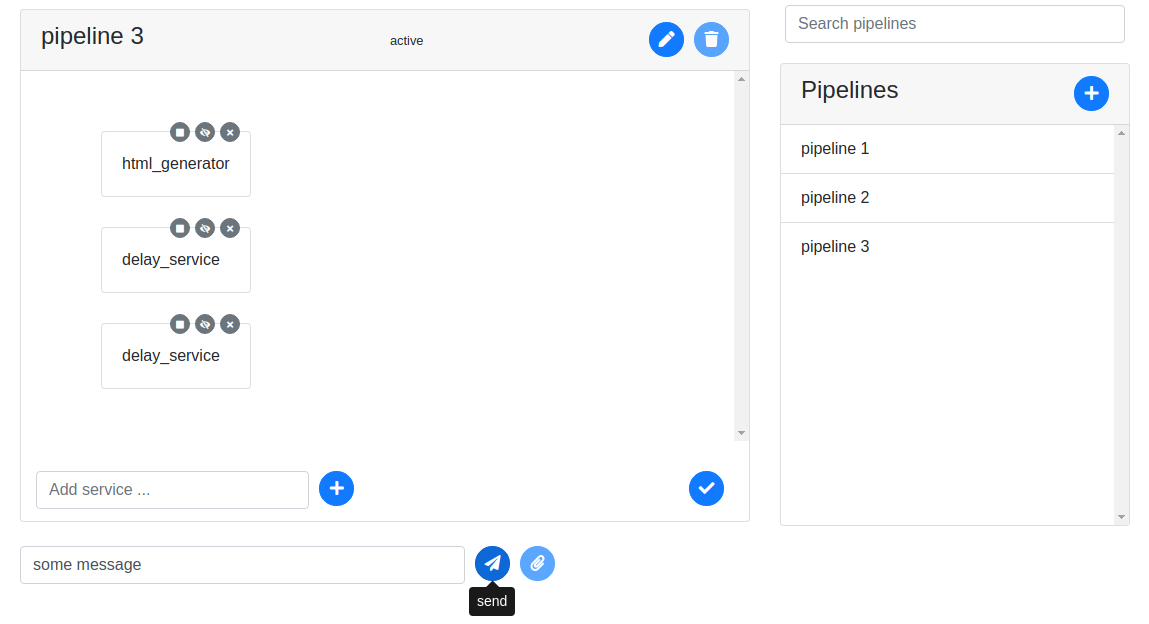 pipeline 3
active
html_generator
delay_service
delay_service
Add service ...
some message
send
Search pipelines
Pipelines
pipeline 1
pipeline 2
pipeline 3